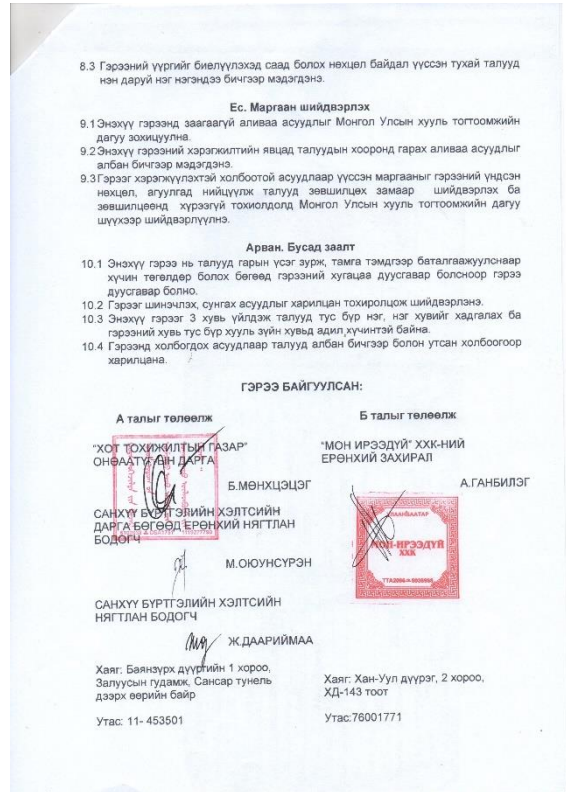 8.3 Гэрээний үүргийг биелүүлэхэд саад болох нөхцөл байдал үүссэн тухай талууд
нэн даруй нэг нэгэндээ бичгээр мэдэгдэнэ.
Ес. Маргаан шийдвэрлэх
9.1 Энэхүү гэрээнд заагаагүй аливаа асуудлыг Монгол Улсын хууль тогтоомжийн
дагуу зохицуулна.
9.2 Энэхүү гэрээний хэрэгжилтийн явцад талуудын хооронд гарах аливаа асуудлыг
албан бичгээр мэдэгдэнэ.
9.3 Гэрээг хэрэгжүүлэхтэй холбоотой асуудлаар үүссэн маргааныг гэрээний үндсэн
нөхцөл, агуулгад нийцүүлж талууд зөвшилцөх замаар шийдвэрлэх ба
зөвшилцөөнд хүрээгүй тохиолдолд Монгол Улсын хууль тогтоомжийн дагуу
шүүхээр шийдвэрлүүлнэ.
Арван. Бусад заалт
10.1 Энэхүү гэрээ нь талууд гарын үсэг зурж, тамга тэмдгээр баталгаажуулснаар
хүчин төгөлдөр болох бөгөөд гэрээний хугацаа дуусгавар болсноор гэрээ
дуусгавар болно.
10.2 Гэрээг шинэчлэх, сунгах асуудлыг харилцан тохиролцож шийдвэрлэнэ.
10.3 Энэхүү гэрээг 3 хувь үйлдэж талууд тус бүр нэг, нэг хувийг хадгалах ба
гэрээний хувь тус бүр хууль зүйн хувьд адил хүчинтэй байна.
10.4 Гэрээнд холбогдох асуудлаар талууд албан бичгээр болон утсан холбоогоор
харилцана.
ГЭРЭЭ БАЙГУУЛСАН:
А талыг төлөөлж
"ХОТ ТОХИЖИЛТЫН ГАЗАР"
ОНӨААТҮГ-ЫН ДАРГА
Б.МӨНХЦЭЦЭГ
САНХҮҮ БҮРТГЭЛИЙН ХЭЛТСИЙН
ДАРГА БӨГӨӨД ЕРӨНХИЙ НЯГТЛАН
БОДОГЧ
М.ОЮУНСҮРЭН
САНХҮҮ БҮРТГЭЛИЙН ХЭЛТСИЙН
НЯГТЛАН БОДОГЧ
Ж.ДААРИЙМАА
Хаяг: Баянзүрх дүүргийн 1 хороо,
Залуусын гудамж, Сансар тунель
дээрх өөрийн байр
Утас: 11- 453501
Б талыг төлөөлж
"МОН ИРЭЭДҮЙ" ХХК-НИЙ
ЕРӨНХИЙ ЗАХИРАЛ
А.ГАНБИЛЭГ
УЛААНБААТАР
МОН-ИРЭЭДҮЙ
ХХК
Хаяг: Хан-Уул дүүрэг, 2 хороо,
ХД-143 тоот
Утас:76001771